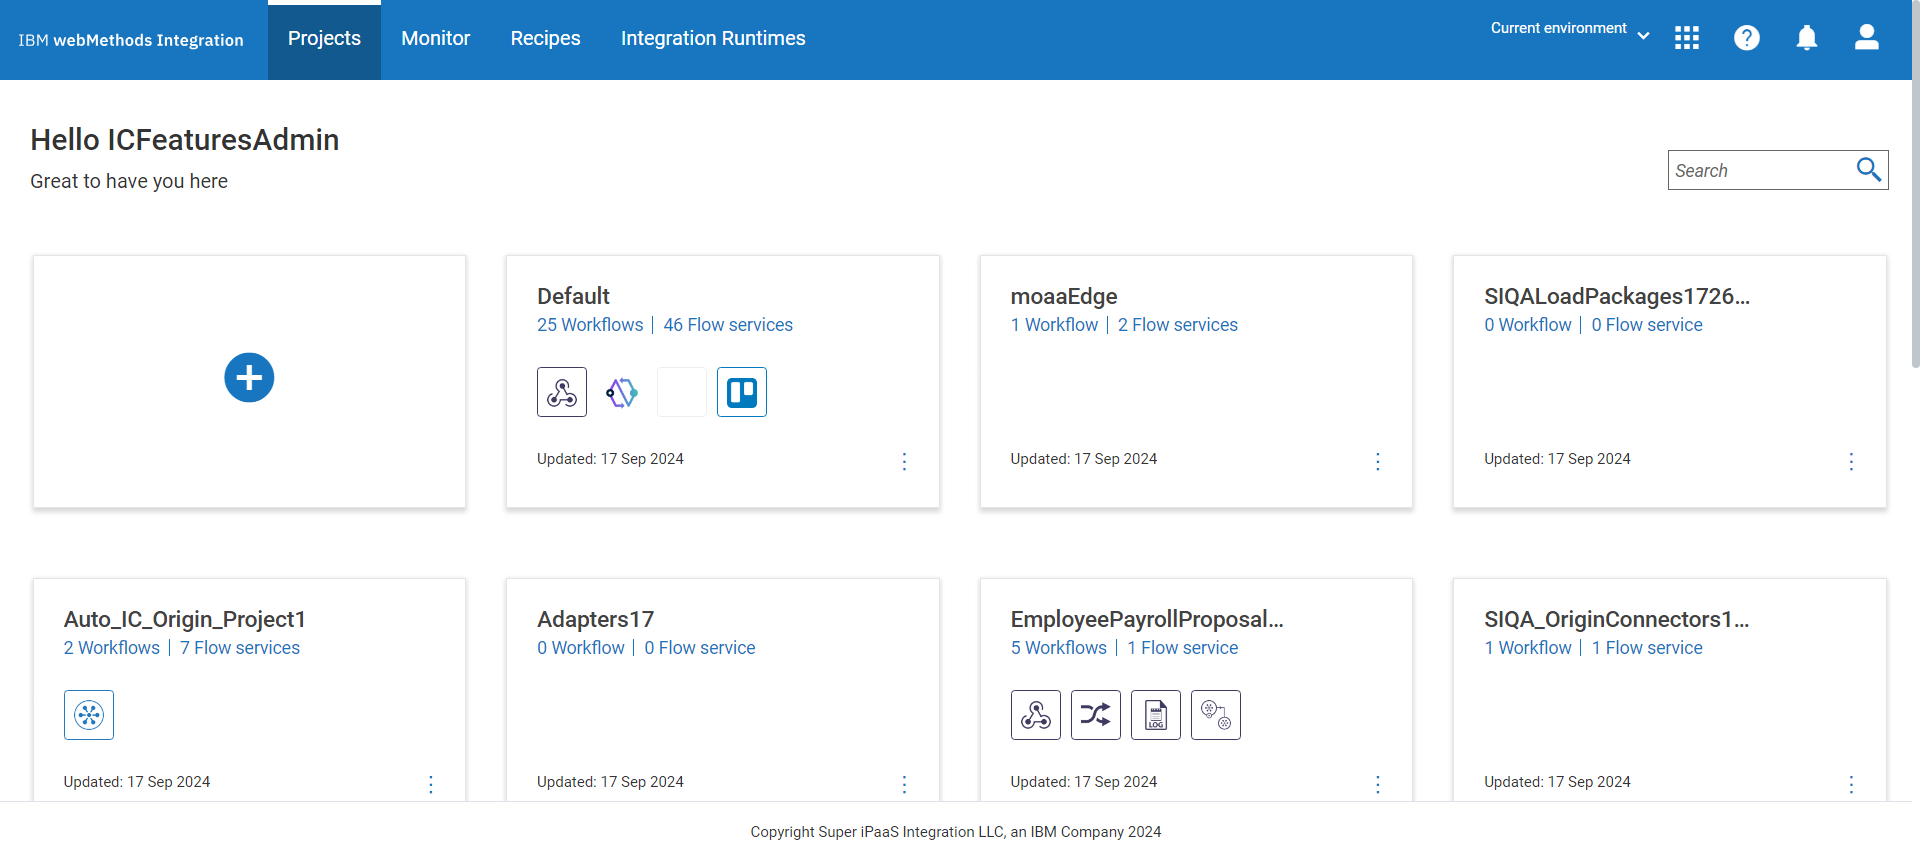 IBM webMethods Integration
Projects
Monitor
Recipes
Integration Runtimes
Current environment
Hello ICFeaturesAdmin
Great to have you here
Search
Default
25 Workflows | 46 Flow services
Updated: 17 Sep 2024
moaaEdge
1 Workflow | 2 Flow services
Updated: 17 Sep 2024
SIQALoadPackages1726...
0 Workflow | 0 Flow service
Updated: 17 Sep 2024
Auto_IC_Origin_Project1
2 Workflows | 7 Flow services
Updated: 17 Sep 2024
Adapters17
0 Workflow | 0 Flow service
Updated: 17 Sep 2024
EmployeePayrollProposal...
5 Workflows | 1 Flow service
LOG
Updated: 17 Sep 2024
SIQA_OriginConnectors1...
1 Workflow | 1 Flow service
Updated: 17 Sep 2024
Copyright Super iPaaS Integration LLC, an IBM Company 2024